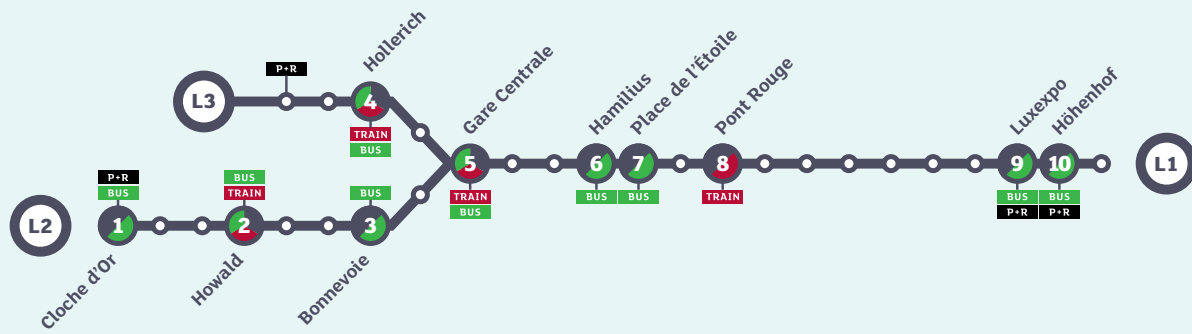 Hollerich
P+R
L3
4
TRAIN
BUS
Gare Centrale
5
TRAIN
BUS
Hamilius
6
BUS
Place de l'Étoile
7
BUS
Pont Rouge
8
TRAIN
Luxexpo
9
BUS
P+R
Höhenhof
10
BUS
P+R
L1
L2
P+R
BUS
1
Cloche d'Or
BUS
TRAIN
2
Howald
BUS
3
Bonnevoie